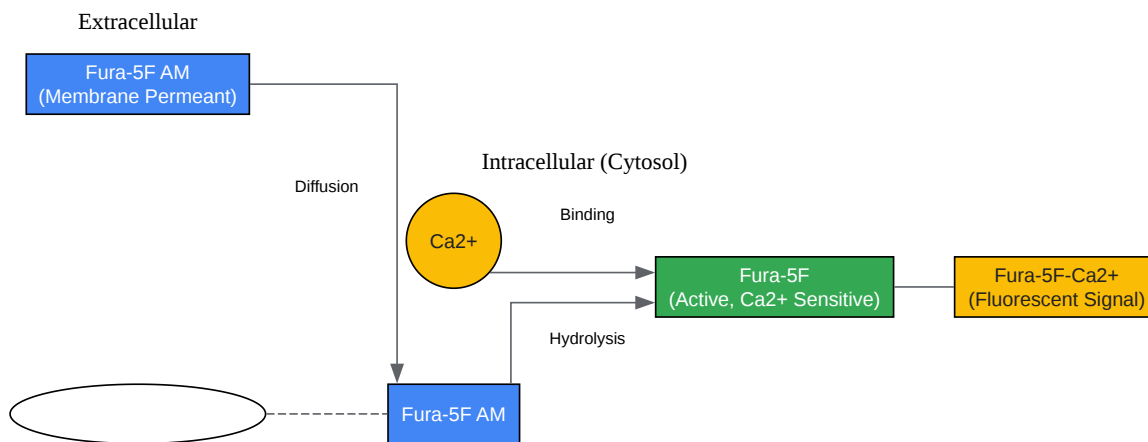 Extracellular
Fura-5F AM
(Membrane Permeant)
Intracellular (Cytosol)
Diffusion
Binding
Ca2+
Fura-5F
(Active, Ca2+ Sensitive)
Fura-5F-Ca2+
(Fluorescent Signal)
Hydrolysis
Fura-5F AM